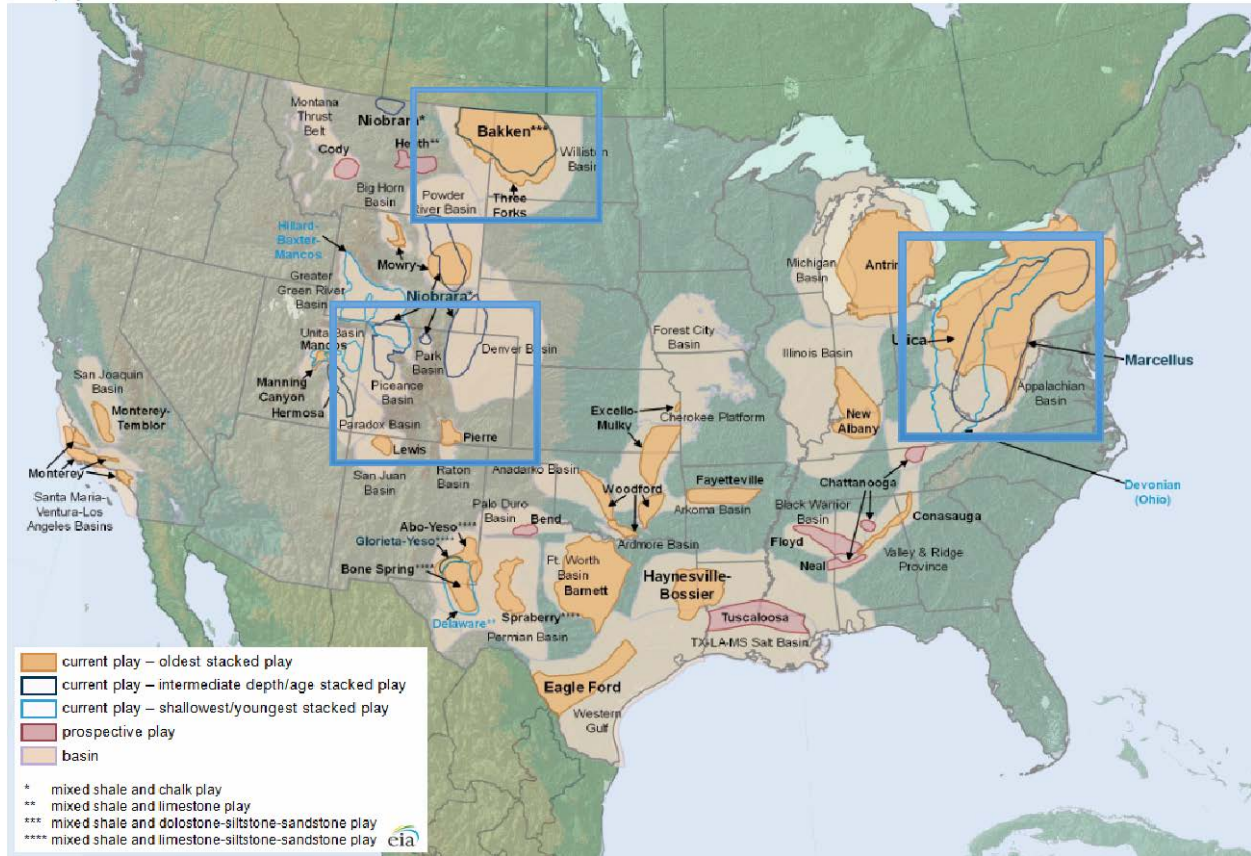 Montana
Thrust
Belt
Cody
Niobrara*
Heath**
Bakken***
Williston
Basin
Three
Forks
Big Horn
Basin
Powder
River Basin
Hillard-
Baxter-
Mancos
Mowry
Greater
Green River
Basin
Niobrara*
Uinta Basin
Mancos
Park
Basin
Denver Basin
Manning
Canyon
Piceance
Basin
Hermosa
Paradox Basin
Lewis
Pierre
San Juan
Basin
Raton
Basin
San Joaquin
Basin
Monterey-
Temblor
Monterey
Santa Maria-
Ventura-Los
Angeles Basins
Forest City
Basin
Excello-
Mulky
Cherokee Platform
Michigan
Basin
Antrim
Illinois Basin
New
Albany
Utica
Marcellus
Appalachian
Basin
Devonian
(Ohio)
Anadarko Basin
Woodford
Fayetteville
Arkoma Basin
Ardmore Basin
Palo Duro
Basin
Bend
Abo-Yeso****
Glorieta-Yeso****
Bone Spring****
Delaware**
Spraberry****
Permian Basin
Ft. Worth
Basin
Barnett
Haynesville-
Bossier
Tuscaloosa
TX-LA-MS Salt Basin
Black Warrior
Basin
Chattanooga
Floyd
Neal
Conasauga
Valley & Ridge
Province
Eagle Ford
Western
Gulf
current play – oldest stacked play
current play – intermediate depth/age stacked play
current play – shallowest/youngest stacked play
prospective play
basin
* mixed shale and chalk play
** mixed shale and limestone play
*** mixed shale and dolostone-siltstone-sandstone play
**** mixed shale and limestone-siltstone-sandstone play
eia